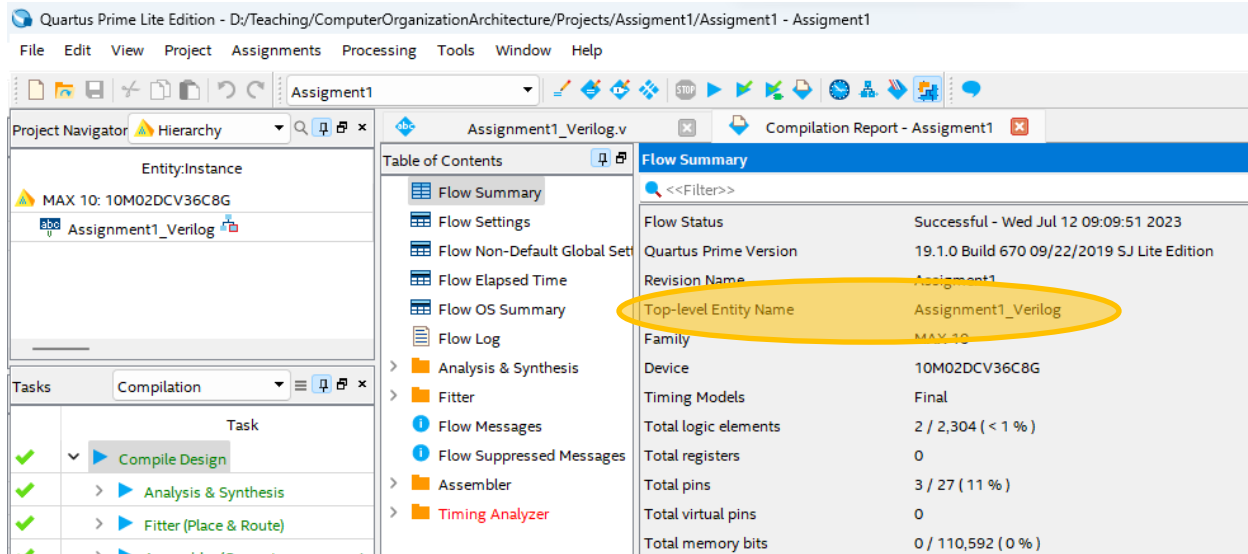 Quartus Prime Lite Edition - D:/Teaching/ComputerOrganizationArchitecture/Projects/Assigment1/Assigment1 - Assigment1
File Edit View Project Assignments Processing Tools Window Help
Assigment1
STOP
Project Navigator Hierarchy
Entity:Instance
MAX 10: 10M02DCV36C8G
abc Assignment1_Verilog
Tasks Compilation
Task
Compile Design
Analysis & Synthesis
Fitter (Place & Route)
abc Assignment1_Verilog.v
Compilation Report - Assigment1
Table of Contents
Flow Summary
Flow Settings
Flow Non-Default Global Sett
Flow Elapsed Time
Flow OS Summary
Flow Log
Analysis & Synthesis
Fitter
Flow Messages
Flow Suppressed Messages
Assembler
Timing Analyzer
Flow Summary
<<Filter>>
Flow Status Successful - Wed Jul 12 09:09:51 2023
Quartus Prime Version 19.1.0 Build 670 09/22/2019 SJ Lite Edition
Revision Name Assigment1
Top-level Entity Name Assignment1_Verilog
Family MAX 10
Device 10M02DCV36C8G
Timing Models Final
Total logic elements 2 / 2,304 ( < 1 % )
Total registers 0
Total pins 3 / 27 ( 11 % )
Total virtual pins 0
Total memory bits 0 / 110,592 ( 0 % )